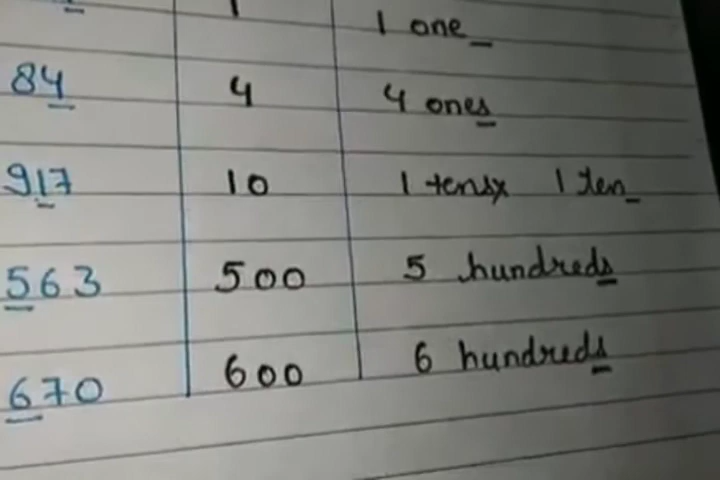 1 1 one
84 4 4 ones
917 10 1 tensx 1 ten
563 500 5 hundreds
670 600 6 hundreds